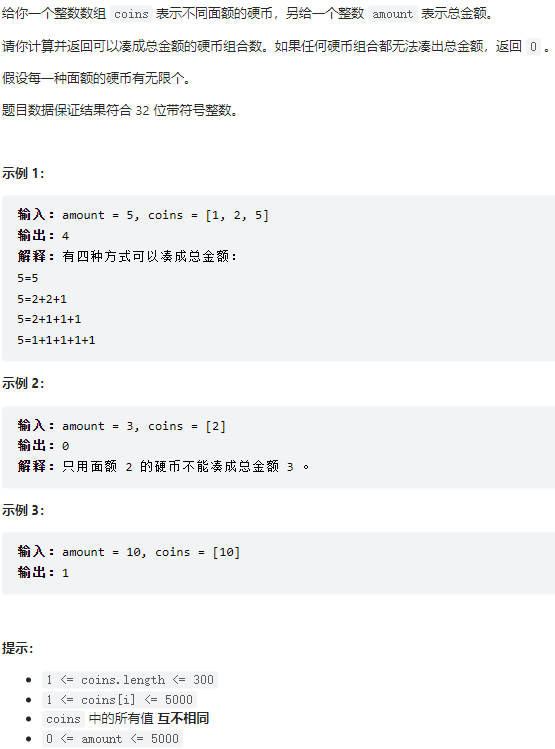 给你一个整数数组 coins 表示不同面额的硬币，另给一个整数 amount 表示总金额。
请你计算并返回可以凑成总金额的硬币组合数。如果任何硬币组合都无法凑出总金额，返回 0 。
假设每一种面额的硬币有无限个。
题目数据保证结果符合 32 位带符号整数。
示例 1：
输入：amount = 5, coins = [1, 2, 5]
输出：4
解释：有四种方式可以凑成总金额：
5=5
5=2+2+1
5=2+1+1+1
5=1+1+1+1+1
示例 2：
输入：amount = 3, coins = [2]
输出：0
解释：只用面额 2 的硬币不能凑成总金额 3 。
示例 3：
输入：amount = 10, coins = [10]
输出：1
提示：
1 <= coins.length <= 300
1 <= coins[i] <= 5000
coins 中的所有值 互不相同
0 <= amount <= 5000